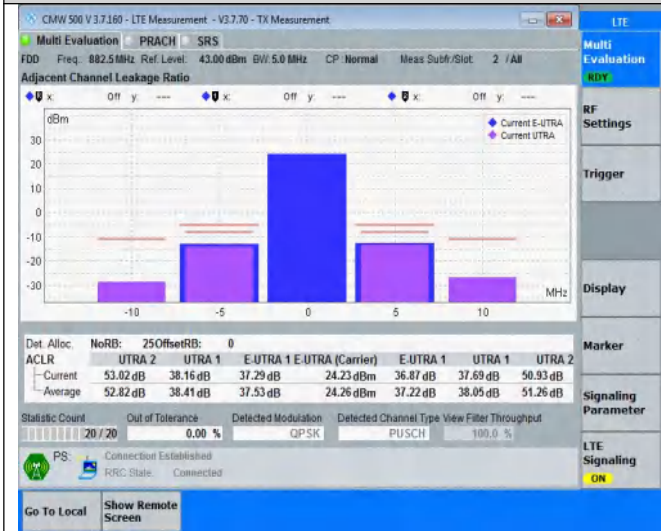 CMW 500 V 3.7.160 - LTE Measurement - V3.7.70 - TX Measurement
LTE
Multi Evaluation PRACH SRS
FDD Freq.: 882.5 MHz Ref. Level: 43.00 dBm BW: 5.0 MHz CP: Normal Meas Subfr./Slot: 2 / All
Adjacent Channel Leakage Ratio
x: Off y: --- x: Off y: --- x: Off y: ---
dBm
Current E-UTRA
Current UTRA
30
20
10
0
-10
-20
-30
MHz
-10 -5 0 5 10
Det. Alloc. NoRB: 25 OffsetRB: 0
ACLR UTRA 2 UTRA 1 E-UTRA 1 E-UTRA (Carrier) E-UTRA 1 UTRA 1 UTRA 2
Current 53.02 dB 38.16 dB 37.29 dB 24.23 dBm 36.87 dB 37.69 dB 50.93 dB
Average 52.82 dB 38.41 dB 37.53 dB 24.26 dBm 37.22 dB 38.05 dB 51.26 dB
Statistic Count Out of Tolerance Detected Modulation Detected Channel Type View Filter Throughput
20 / 20 0.00 % QPSK PUSCH 100.0 %
PS: Connection Established
RRC State: Connected
Multi
Evaluation
RDY
RF
Settings
Trigger
Display
Marker
Signaling
Parameter
LTE
Signaling
ON
Go To Local
Show Remote
Screen